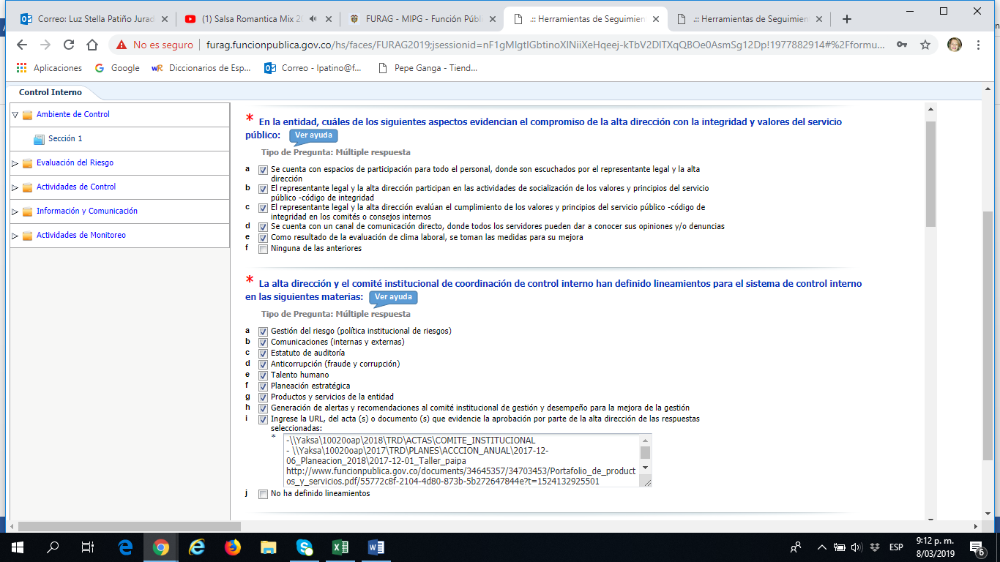 Correo: Luz Stella Patiño Jurad
(1) Salsa Romantica Mix 20
FURAG - MIPG - Función Públi
.:: Herramientas de Seguimien
.:: Herramientas de Seguimien
No es seguro
furag.funcionpublica.gov.co/hs/faces/FURAG2019;jsessionid=nF1gMlgtlGbtinoXlNiiXeHqeej-kTbV2DlTXqQBOe0AsmSg12Dp!1977882914#%2Fformu...
Aplicaciones
Google
Diccionarios de Esp...
Correo - lpatino@f...
Pepe Ganga - Tiend...
Control Interno
Ambiente de Control
Sección 1
Evaluación del Riesgo
Actividades de Control
Información y Comunicación
Actividades de Monitoreo
* En la entidad, cuáles de los siguientes aspectos evidencian el compromiso de la alta dirección con la integridad y valores del servicio
público: Ver ayuda
Tipo de Pregunta: Múltiple respuesta
a Se cuenta con espacios de participación para todo el personal, donde son escuchados por el representante legal y la alta
dirección
b El representante legal y la alta dirección participan en las actividades de socialización de los valores y principios del servicio
público -código de integridad
c El representante legal y la alta dirección evalúan el cumplimiento de los valores y principios del servicio público -código de
integridad en los comités o consejos internos
d Se cuenta con un canal de comunicación directo, donde todos los servidores pueden dar a conocer sus opiniones y/o denuncias
e Como resultado de la evaluación de clima laboral, se toman las medidas para su mejora
f Ninguna de las anteriores
* La alta dirección y el comité institucional de coordinación de control interno han definido lineamientos para el sistema de control interno
en las siguientes materias: Ver ayuda
Tipo de Pregunta: Múltiple respuesta
a Gestión del riesgo (política institucional de riesgos)
b Comunicaciones (internas y externas)
c Estatuto de auditoría
d Anticorrupción (fraude y corrupción)
e Talento humano
f Planeación estratégica
g Productos y servicios de la entidad
h Generación de alertas y recomendaciones al comité institucional de gestión y desempeño para la mejora de la gestión
i Ingrese la URL, del acta (s) o documento (s) que evidencie la aprobación por parte de la alta dirección de las respuestas
seleccionadas:
* -\\Yaksa\10020oap\2018\TRD\ACTAS\COMITE_INSTITUCIONAL
- \\Yaksa\10020oap\2017\TRD\PLANES\ACCCION_ANUAL\2017-12-
06_Planeacion_2018\2017-12-01_Taller_paipa
http://www.funcionpublica.gov.co/documents/34645357/34703453/Portafolio_de_product
os_y_servicios.pdf/55772c8f-2104-4d80-873b-5b272647844e?t=1524132925501
j No ha definido lineamientos
ESP
9:12 p. m.
8/03/2019
6